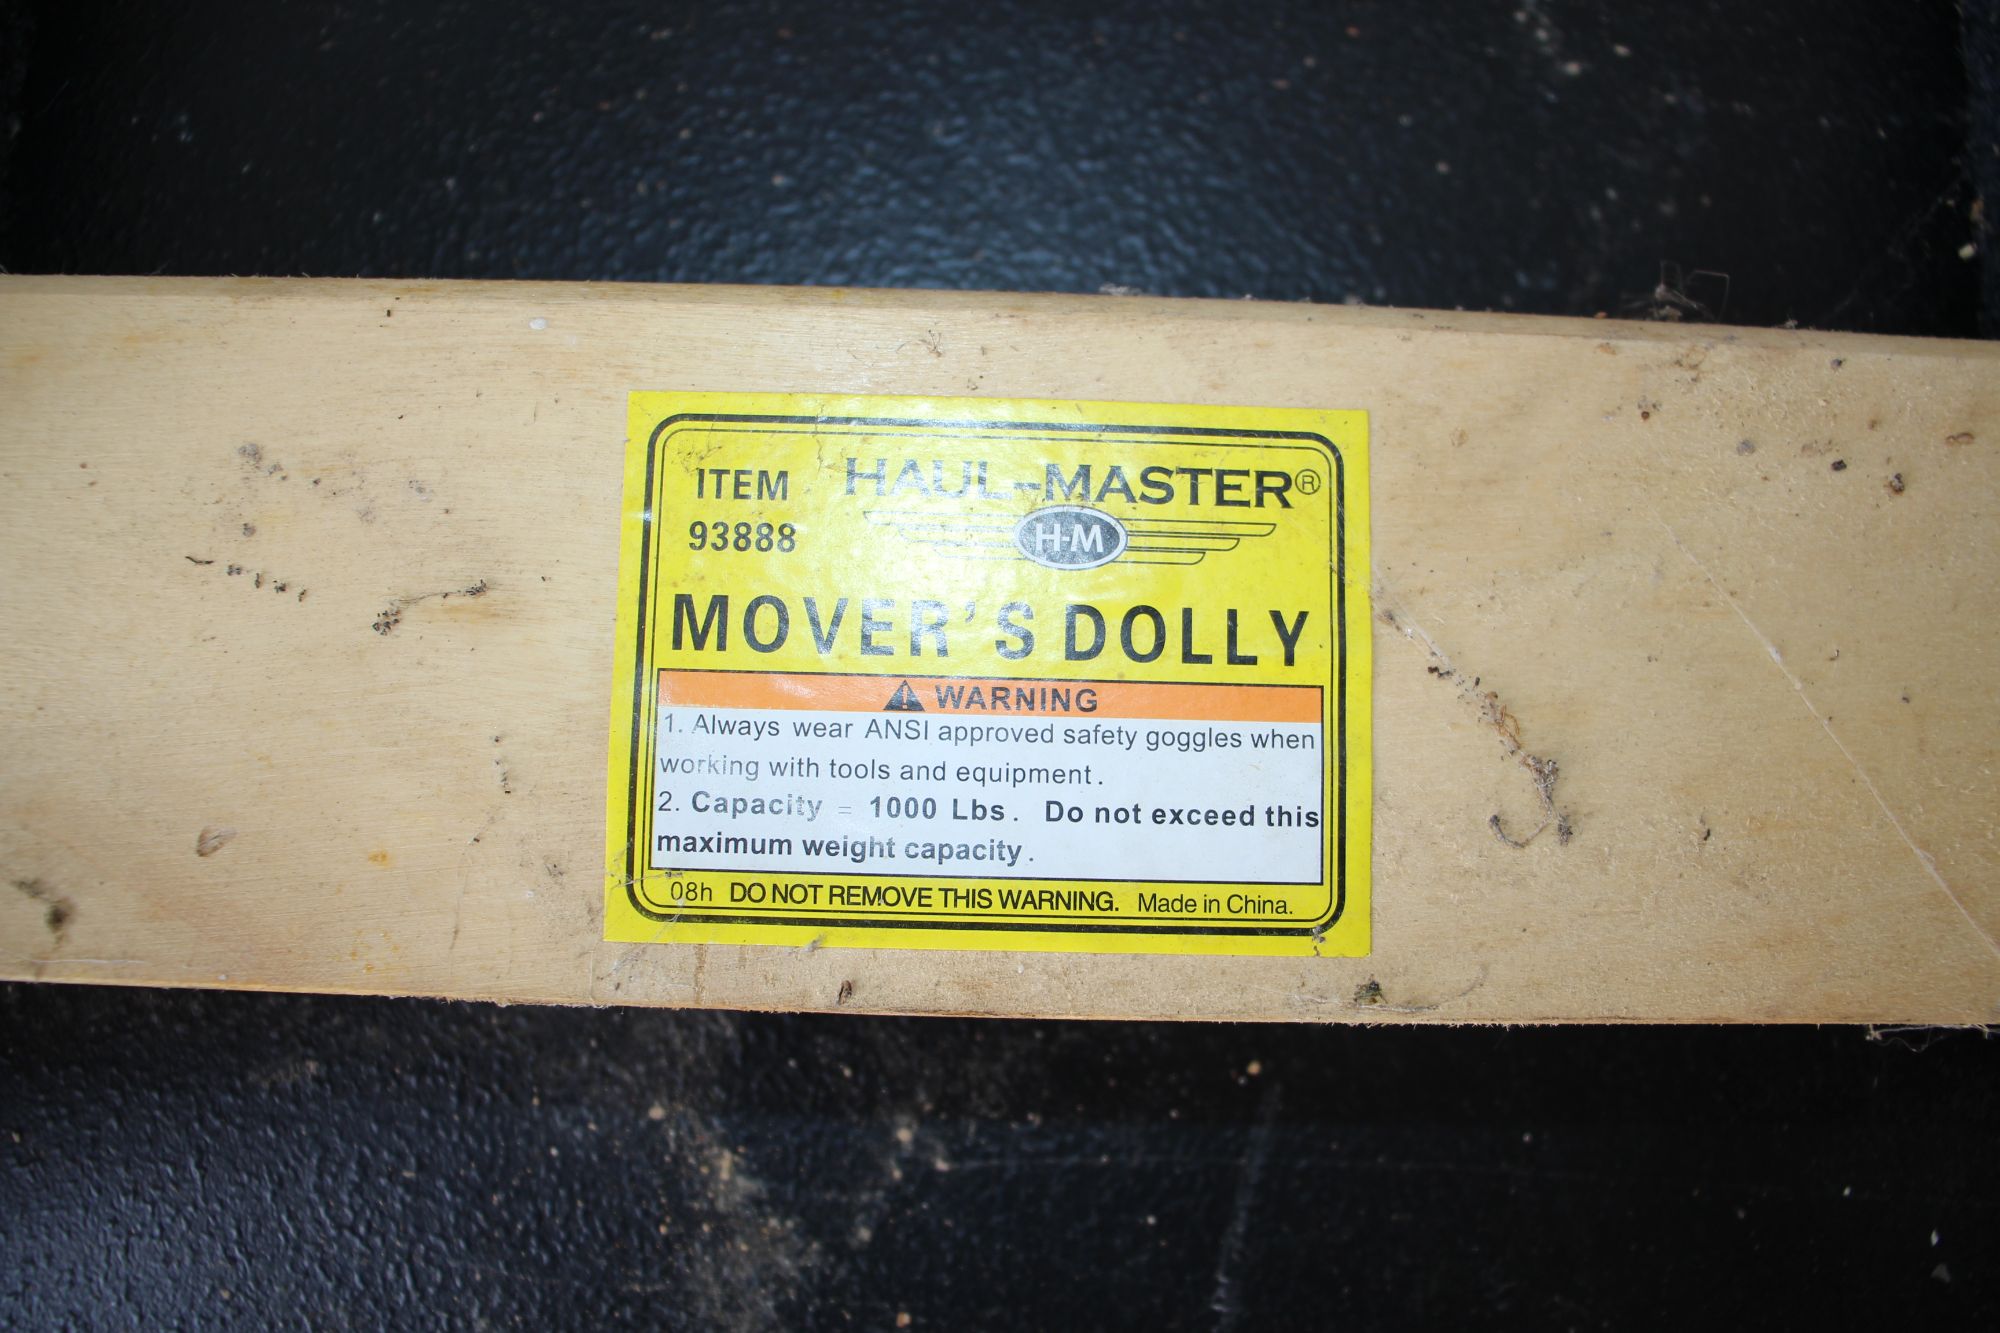 ITEM
93888
HAUL-MASTER®
H-M
MOVER'S DOLLY
WARNING
1. Always wear ANSI approved safety goggles when
working with tools and equipment.
2. Capacity = 1000 Lbs. Do not exceed this
maximum weight capacity.
08h DO NOT REMOVE THIS WARNING. Made in China.